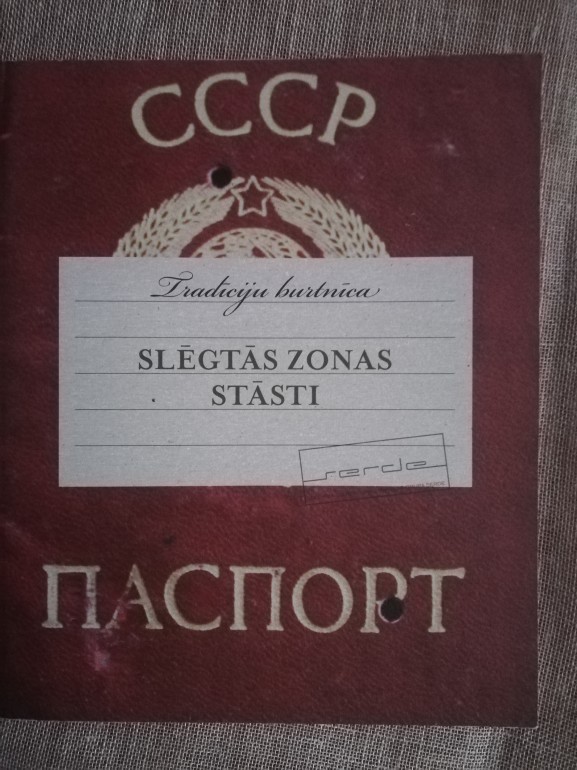 СССР
Tradīciju burtnīca
SLĒGTĀS ZONAS
STĀSTI
serde
ПАСПОРТ